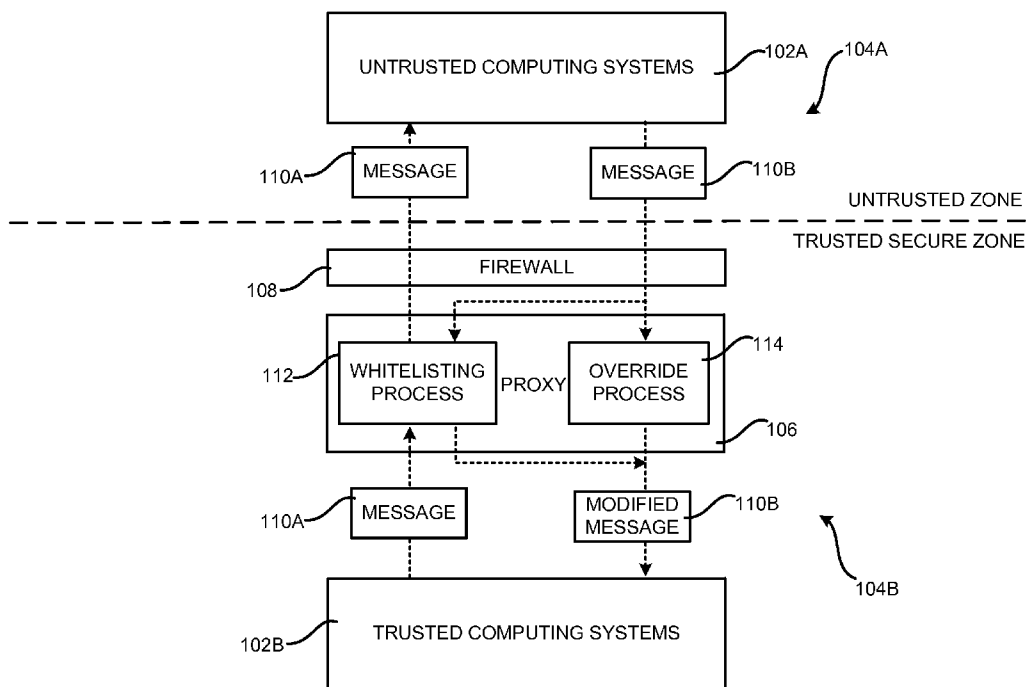 UNTRUSTED COMPUTING SYSTEMS
102A
104A
110A
MESSAGE
MESSAGE
110B
UNTRUSTED ZONE
TRUSTED SECURE ZONE
FIREWALL
108
112
WHITELISTING
PROCESS
PROXY
OVERRIDE
PROCESS
114
106
110A
MESSAGE
MODIFIED
MESSAGE
110B
104B
102B
TRUSTED COMPUTING SYSTEMS